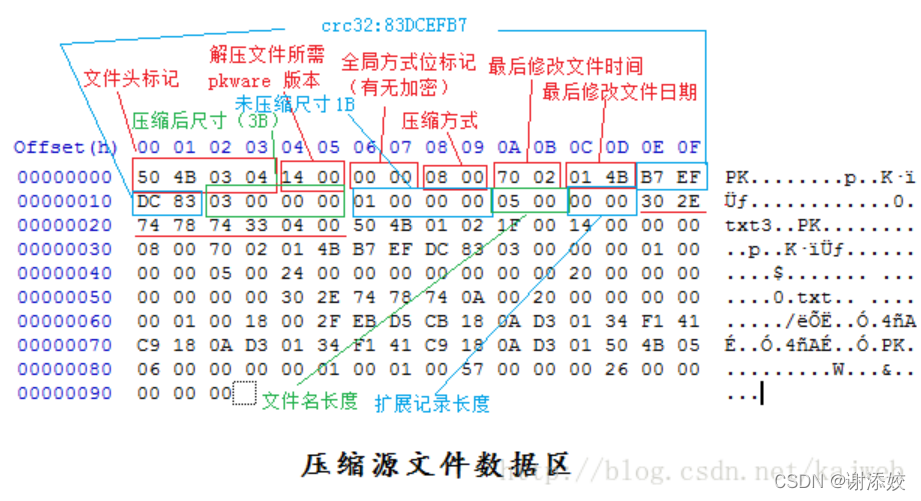 crc32:83DCEFB7
解压文件所需
pkware 版本
全局方式位标记
（有无加密）
最后修改文件时间
文件头标记
未压缩尺寸1B
最后修改文件日期
压缩后尺寸（3B）
压缩方式
Offset(h) 00 01 02 03 04 05 06 07 08 09 0A 0B 0C 0D 0E 0F
00000000 50 4B 03 04 14 00 00 00 08 00 70 02 01 4B B7 EF PK........p..K·ï
00000010 DC 83 03 00 00 00 01 00 00 00 05 00 00 00 30 2E Üƒ............0.
00000020 74 78 74 33 04 00 50 4B 01 02 1F 00 14 00 00 00 txt3..PK........
00000030 08 00 70 02 01 4B B7 EF DC 83 03 00 00 00 01 00 ..p..K·ïÜƒ......
00000040 00 00 05 00 24 00 00 00 00 00 00 00 20 00 00 00 ....$....... ...
00000050 00 00 00 00 30 2E 74 78 74 0A 00 20 00 00 00 00 ....0.txt.. ....
00000060 00 01 00 18 00 2F EB D5 CB 18 0A D3 01 34 F1 41 ...../ëÕË..Ó.4ñA
00000070 C9 18 0A D3 01 34 F1 41 C9 18 0A D3 01 50 4B 05 É..Ó.4ñAÉ..Ó.PK.
00000080 06 00 00 00 00 01 00 01 00 57 00 00 00 26 00 00 .........W...&..
00000090 00 00 00 ...
文件名长度
扩展记录长度
压缩源文件数据区
http://blog.csdn.net/kajweb
CSDN @谢添姣